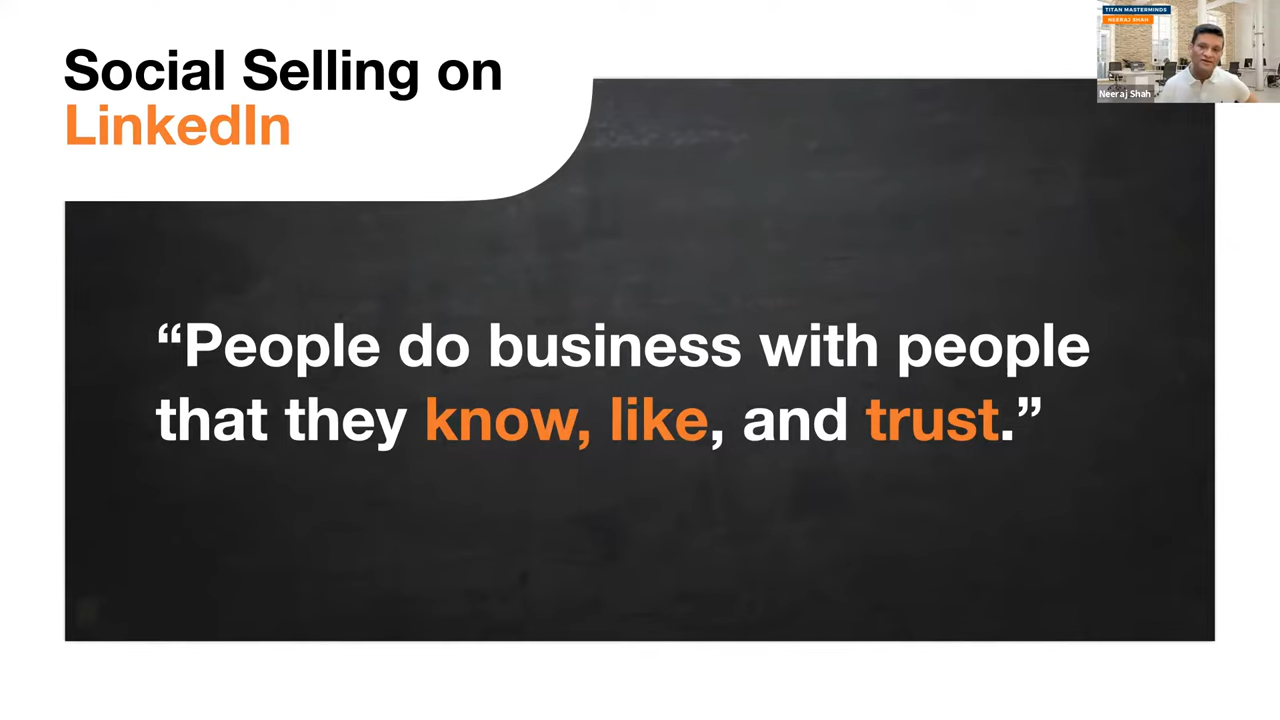 Social Selling on
LinkedIn
TITAN MASTERMINDS
NEERAJ SHAH
Neeraj Shah
“People do business with people
that they know, like, and trust.”